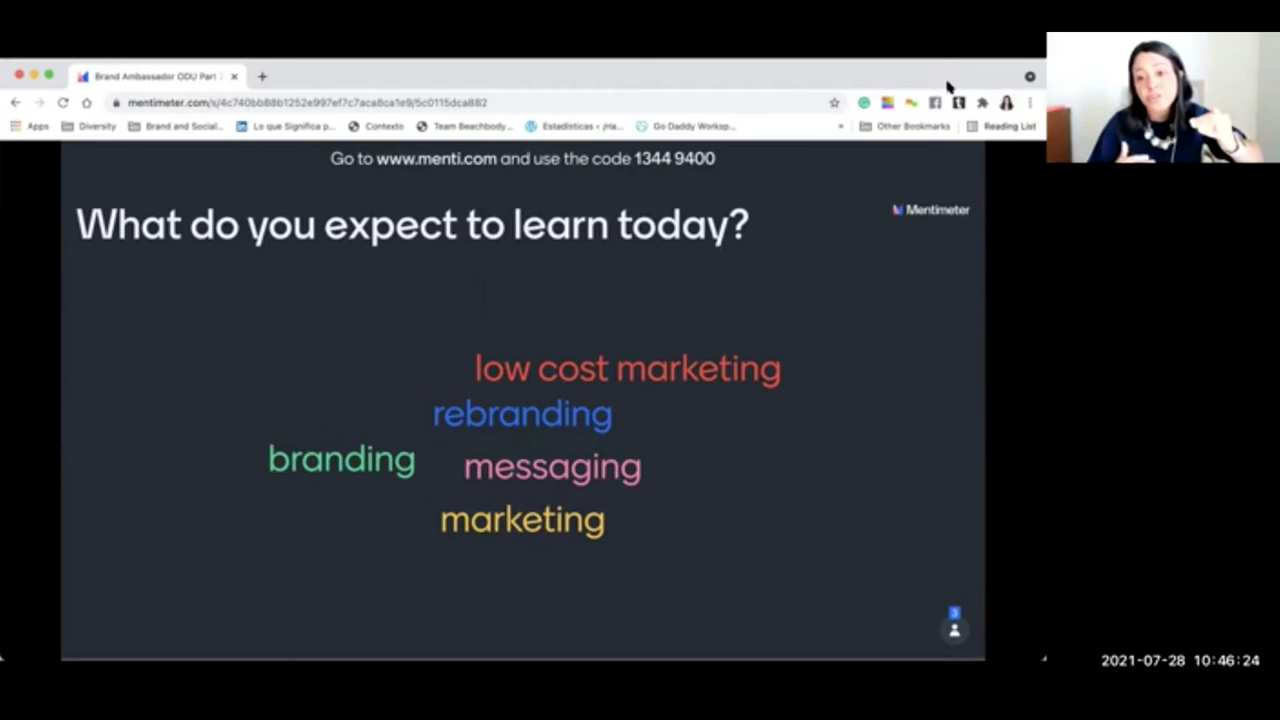 Brand Ambassador ODU Part
mentimeter.com/s/4c740bb88b1252e997ef7c7aca8ca1e9/5c0115dca882
Apps Diversity Brand and Social... Lo que Significa p... Contexto Team Beachbody... Estadísticas ‹ ¡Ha... Go Daddy Worksp... » Other Bookmarks Reading List
Go to www.menti.com and use the code 1344 9400
What do you expect to learn today?
Mentimeter
low cost marketing
rebranding
branding
messaging
marketing
3
2021-07-28 10:46:24